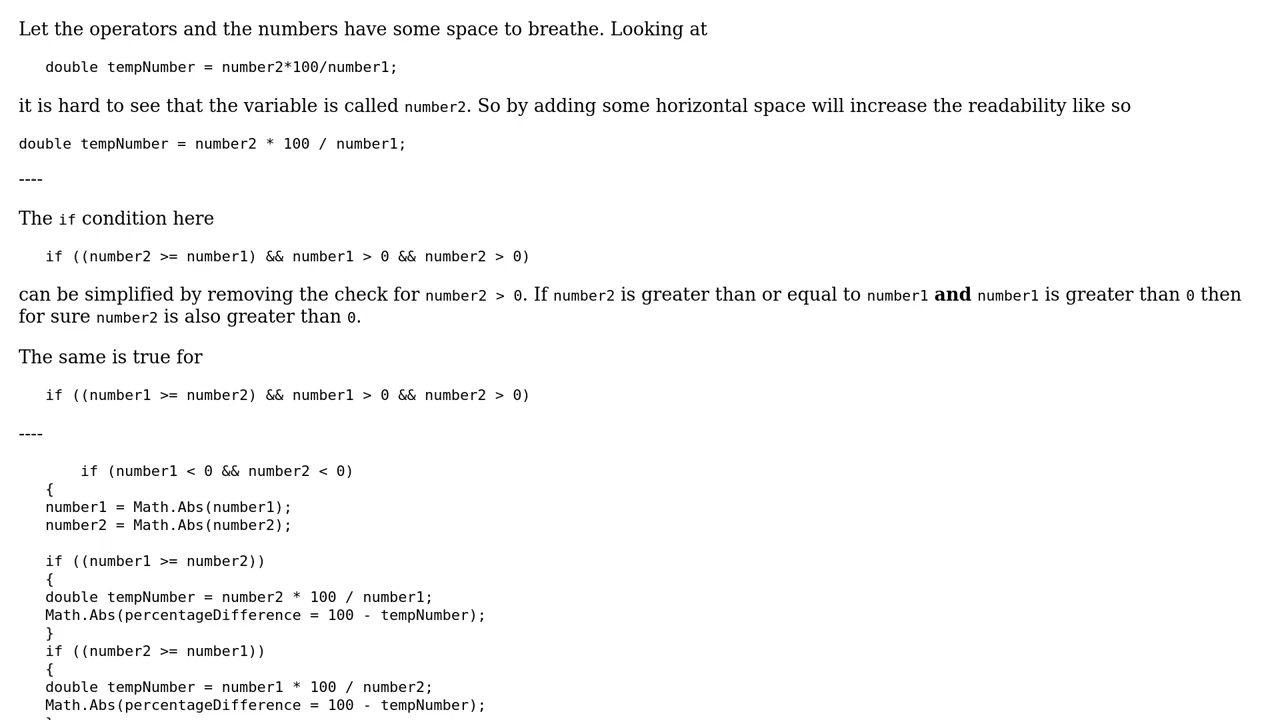 Let the operators and the numbers have some space to breathe. Looking at
double tempNumber = number2*100/number1;
it is hard to see that the variable is called number2. So by adding some horizontal space will increase the readability like so
double tempNumber = number2 * 100 / number1;
----
The if condition here
if ((number2 >= number1) && number1 > 0 && number2 > 0)
can be simplified by removing the check for number2 > 0. If number2 is greater than or equal to number1 and number1 is greater than 0 then
for sure number2 is also greater than 0.
The same is true for
if ((number1 >= number2) && number1 > 0 && number2 > 0)
----
if (number1 < 0 && number2 < 0)
{
number1 = Math.Abs(number1);
number2 = Math.Abs(number2);
if ((number1 >= number2))
{
double tempNumber = number2 * 100 / number1;
Math.Abs(percentageDifference = 100 - tempNumber);
}
if ((number2 >= number1))
{
double tempNumber = number1 * 100 / number2;
Math.Abs(percentageDifference = 100 - tempNumber);